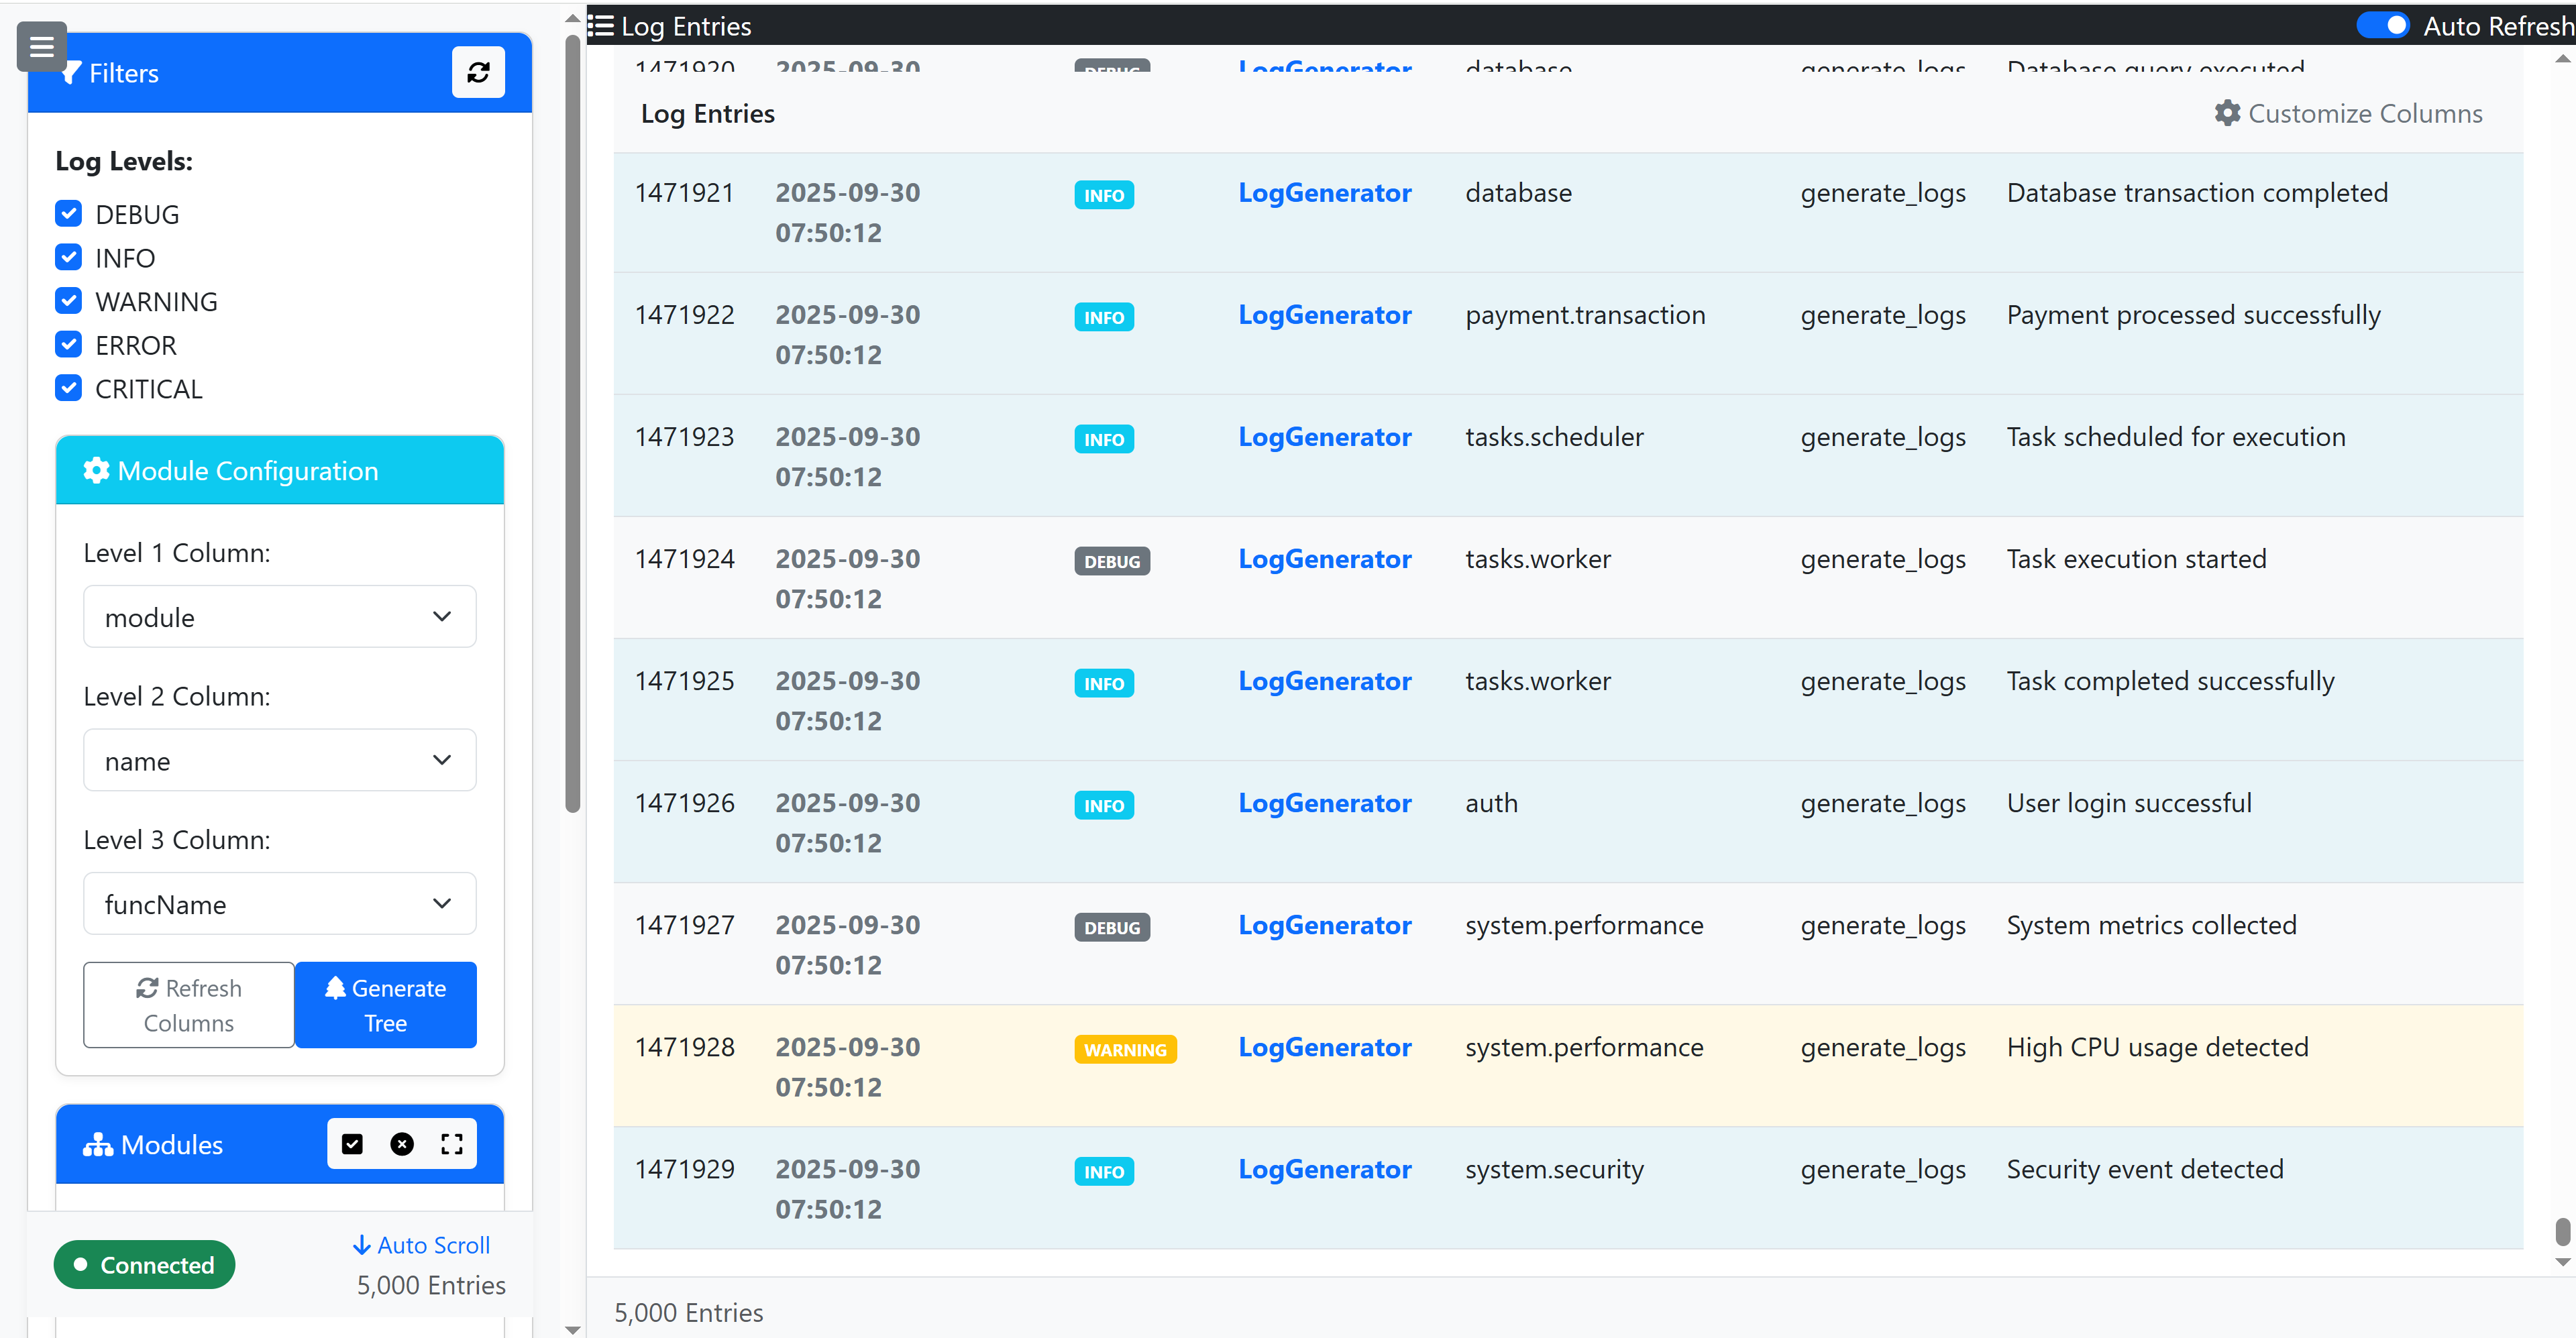 Filters
Log Levels:
DEBUG
INFO
WARNING
ERROR
CRITICAL
Module Configuration
Level 1 Column:
module
Level 2 Column:
name
Level 3 Column:
funcName
Refresh
Columns
Generate
Tree
Modules
Connected
Auto Scroll
5,000 Entries
Log Entries
Auto Refresh
1471920 2025-09-30 DEBUG LogGenerator database generate_logs Database query executed
Log Entries
Customize Columns
1471921 2025-09-30 INFO LogGenerator database generate_logs Database transaction completed
07:50:12
1471922 2025-09-30 INFO LogGenerator payment.transaction generate_logs Payment processed successfully
07:50:12
1471923 2025-09-30 INFO LogGenerator tasks.scheduler generate_logs Task scheduled for execution
07:50:12
1471924 2025-09-30 DEBUG LogGenerator tasks.worker generate_logs Task execution started
07:50:12
1471925 2025-09-30 INFO LogGenerator tasks.worker generate_logs Task completed successfully
07:50:12
1471926 2025-09-30 INFO LogGenerator auth generate_logs User login successful
07:50:12
1471927 2025-09-30 DEBUG LogGenerator system.performance generate_logs System metrics collected
07:50:12
1471928 2025-09-30 WARNING LogGenerator system.performance generate_logs High CPU usage detected
07:50:12
1471929 2025-09-30 INFO LogGenerator system.security generate_logs Security event detected
07:50:12
5,000 Entries